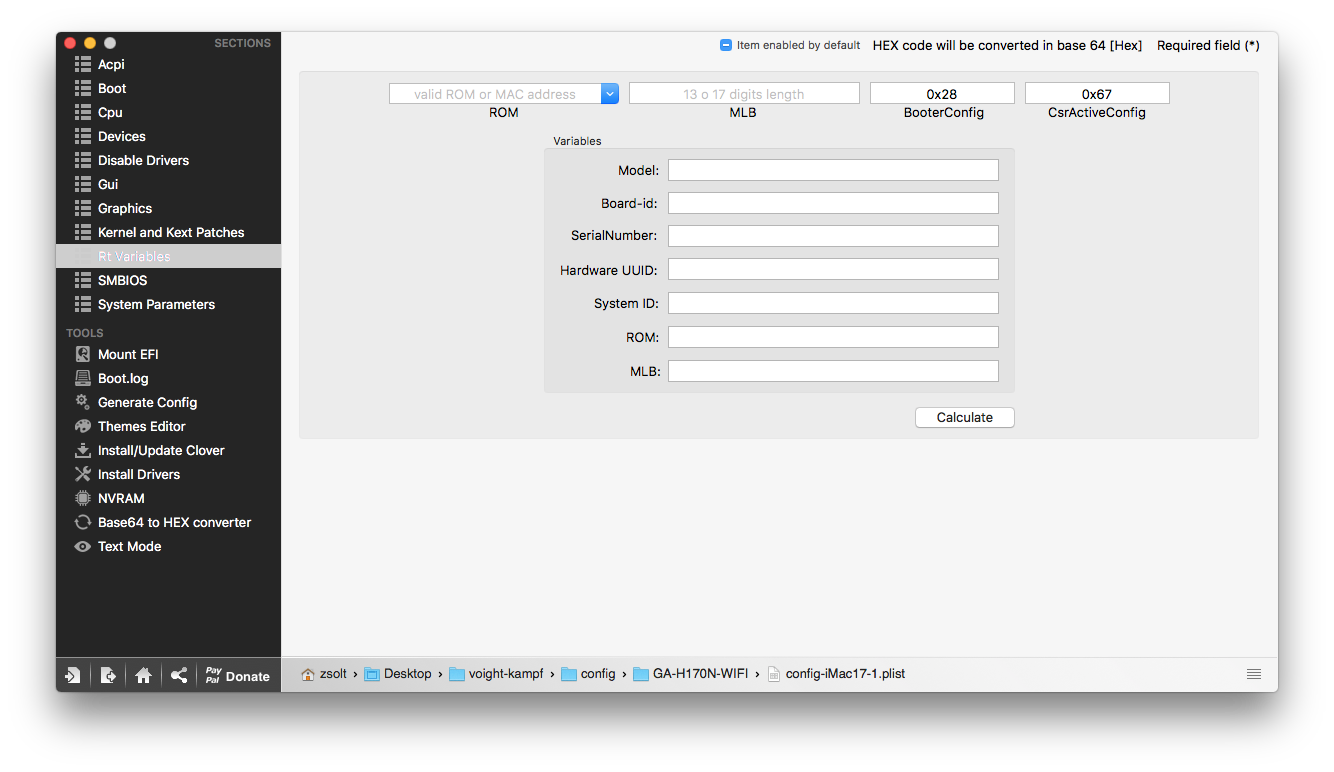 SECTIONS
Acpi
Boot
Cpu
Devices
Disable Drivers
Gui
Graphics
Kernel and Kext Patches
Rt Variables
SMBIOS
System Parameters
TOOLS
Mount EFI
Boot.log
Generate Config
Themes Editor
Install/Update Clover
Install Drivers
NVRAM
Base64 to HEX converter
Text Mode
Pay
Pal
Donate
Item enabled by default HEX code will be converted in base 64 [Hex] Required field (*)
valid ROM or MAC address 13 o 17 digits length 0x28 0x67
ROM MLB BooterConfig CsrActiveConfig
Variables
Model:
Board-id:
SerialNumber:
Hardware UUID:
System ID:
ROM:
MLB:
Calculate
zsolt › Desktop › voight-kampf › config › GA-H170N-WIFI › config-iMac17-1.plist